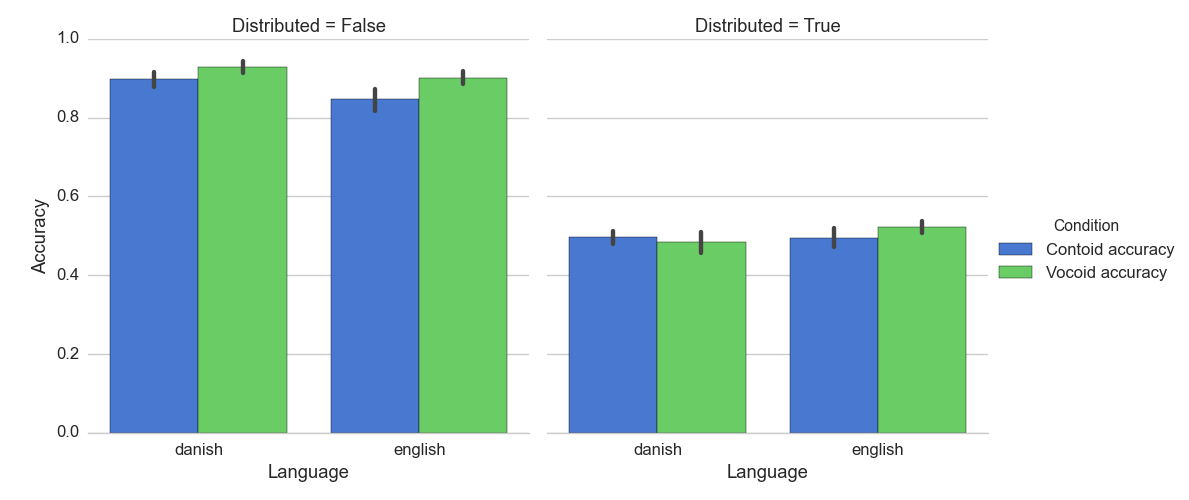 Distributed = False
Distributed = True
1.0
0.8
0.6
0.4
0.2
0.0
Accuracy
danish
english
danish
english
Language
Language
Condition
Contoid accuracy
Vocoid accuracy